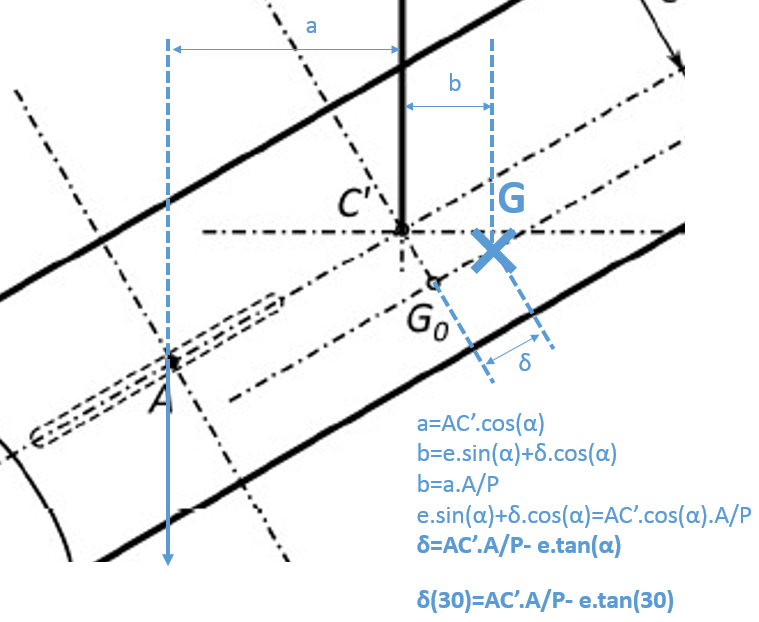 a
b
C'
G
G0
δ
A
a=AC’.cos(α)
b=e.sin(α)+δ.cos(α)
b=a.A/P
e.sin(α)+δ.cos(α)=AC’.cos(α).A/P
δ=AC’.A/P- e.tan(α)
δ(30)=AC’.A/P- e.tan(30)